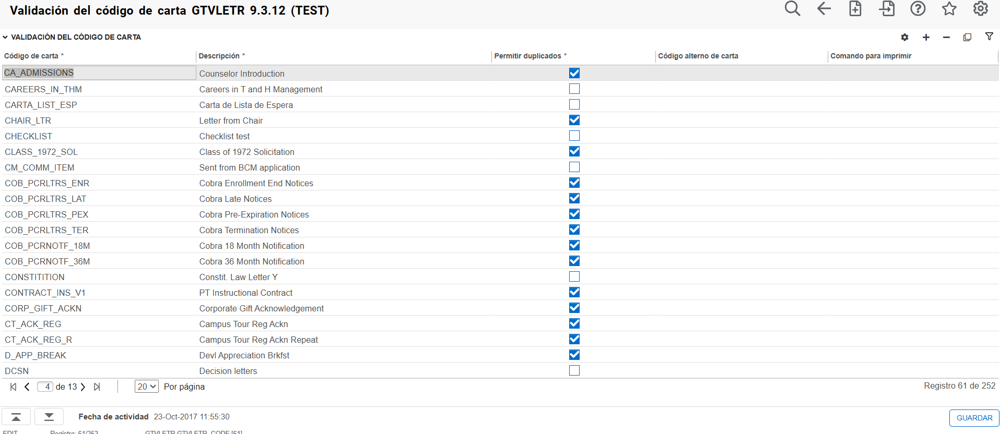 Validación del código de carta GTVLETR 9.3.12 (TEST)
VALIDACIÓN DEL CÓDIGO DE CARTA
Código de carta * Descripción * Permitir duplicados * Código alterno de carta Comando para imprimir
CA_ADMISSIONS Counselor Introduction
CAREERS_IN_THM Careers in T and H Management
CARTA_LIST_ESP Carta de Lista de Espera
CHAIR_LTR Letter from Chair
CHECKLIST Checklist test
CLASS_1972_SOL Class of 1972 Solicitation
CM_COMM_ITEM Sent from BCM application
COB_PCRLTRS_ENR Cobra Enrollment End Notices
COB_PCRLTRS_LAT Cobra Late Notices
COB_PCRLTRS_PEX Cobra Pre-Expiration Notices
COB_PCRLTRS_TER Cobra Termination Notices
COB_PCRNOTF_18M Cobra 18 Month Notification
COB_PCRNOTF_36M Cobra 36 Month Notification
CONSTITITION Constit. Law Letter Y
CONTRACT_INS_V1 PT Instructional Contract
CORP_GIFT_ACKN Corporate Gift Acknowledgement
CT_ACK_REG Campus Tour Reg Ackn
CT_ACK_REG_R Campus Tour Reg Ackn Repeat
D_APP_BREAK Devl Appreciation Brkfst
DCSN Decision letters
4 de 13 20 Por página Registro 61 de 252
Fecha de actividad 23-Oct-2017 11:55:30 GUARDAR
EDIT Registro: 61/252 GTVLETR.GTVLETR_CODE [61]